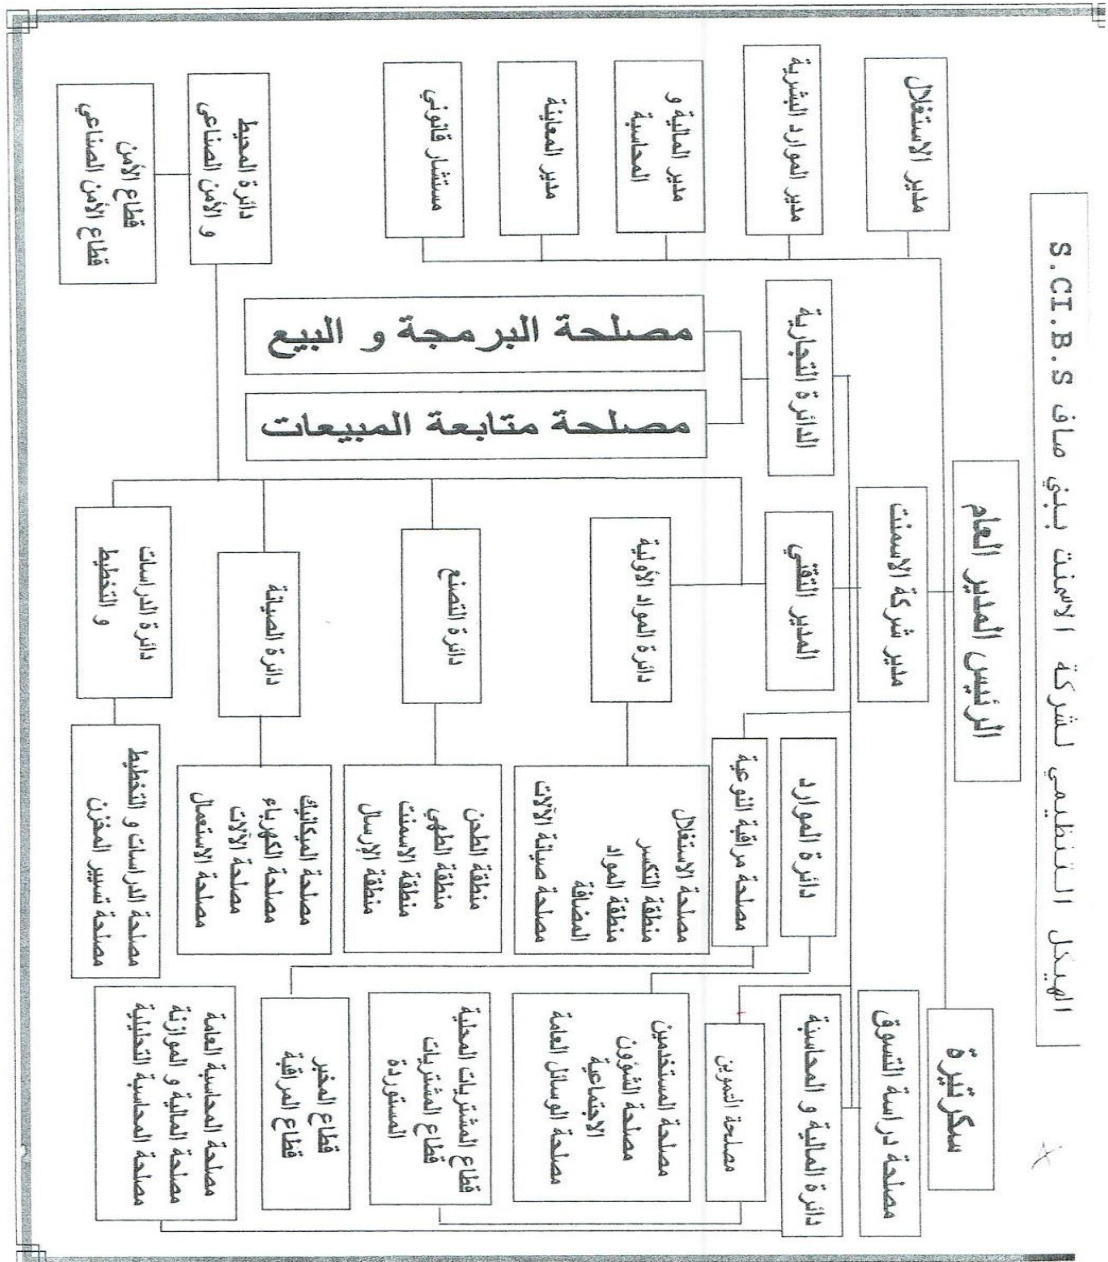 الهيكل التنظيمي لشركة الاسمنت ببني صاف S.CI.B.S
الرئيس المدير العام
سكرتيرة
مدير الاستغلال
مدير الموارد البشرية
مدير المالية و
المحاسبة
مدير المعاينة
مستشار قانوني
مدير شركة الاسمنت
مصلحة دراسة التسوق
الدائرة التجارية
مصلحة البرمجة و البيع
مصلحة متابعة المبيعات
المدير التقني
دائرة الموارد
مصلحة مراقبة النوعية
دائرة المالية و المحاسبة
مصلحة التموين
دائرة المواد الأولية
دائرة التصنع
دائرة الصيانة
دائرة الدراسات
و التخطيط
دائرة المحيط
و الأمن الصناعي
قطاع الأمن
قطاع الأمن الصناعي
مصلحة الاستغلال
منطقة التكسر
منطقة المواد
المضافة
مصلحة صيانة الآلات
منطقة الطحن
منطقة الطهي
منطقة الاسمنت
منطقة الإرسال
مصلحة الميكانيك
مصلحة الكهرباء
مصلحة الآلات
مصلحة الاستعمال
مصلحة الدراسات و التخطيط
مصلحة تسيير المخزن
مصلحة المستخدمين
مصلحة الشؤون
الاجتماعية
مصلحة الوسائل العامة
قطاع المشتريات المحلية
قطاع المشتريات
المستوردة
قطاع المخبر
قطاع المراقبة
مصلحة المحاسبة العامة
مصلحة المالية و الموازنة
مصلحة المحاسبة التحليلية